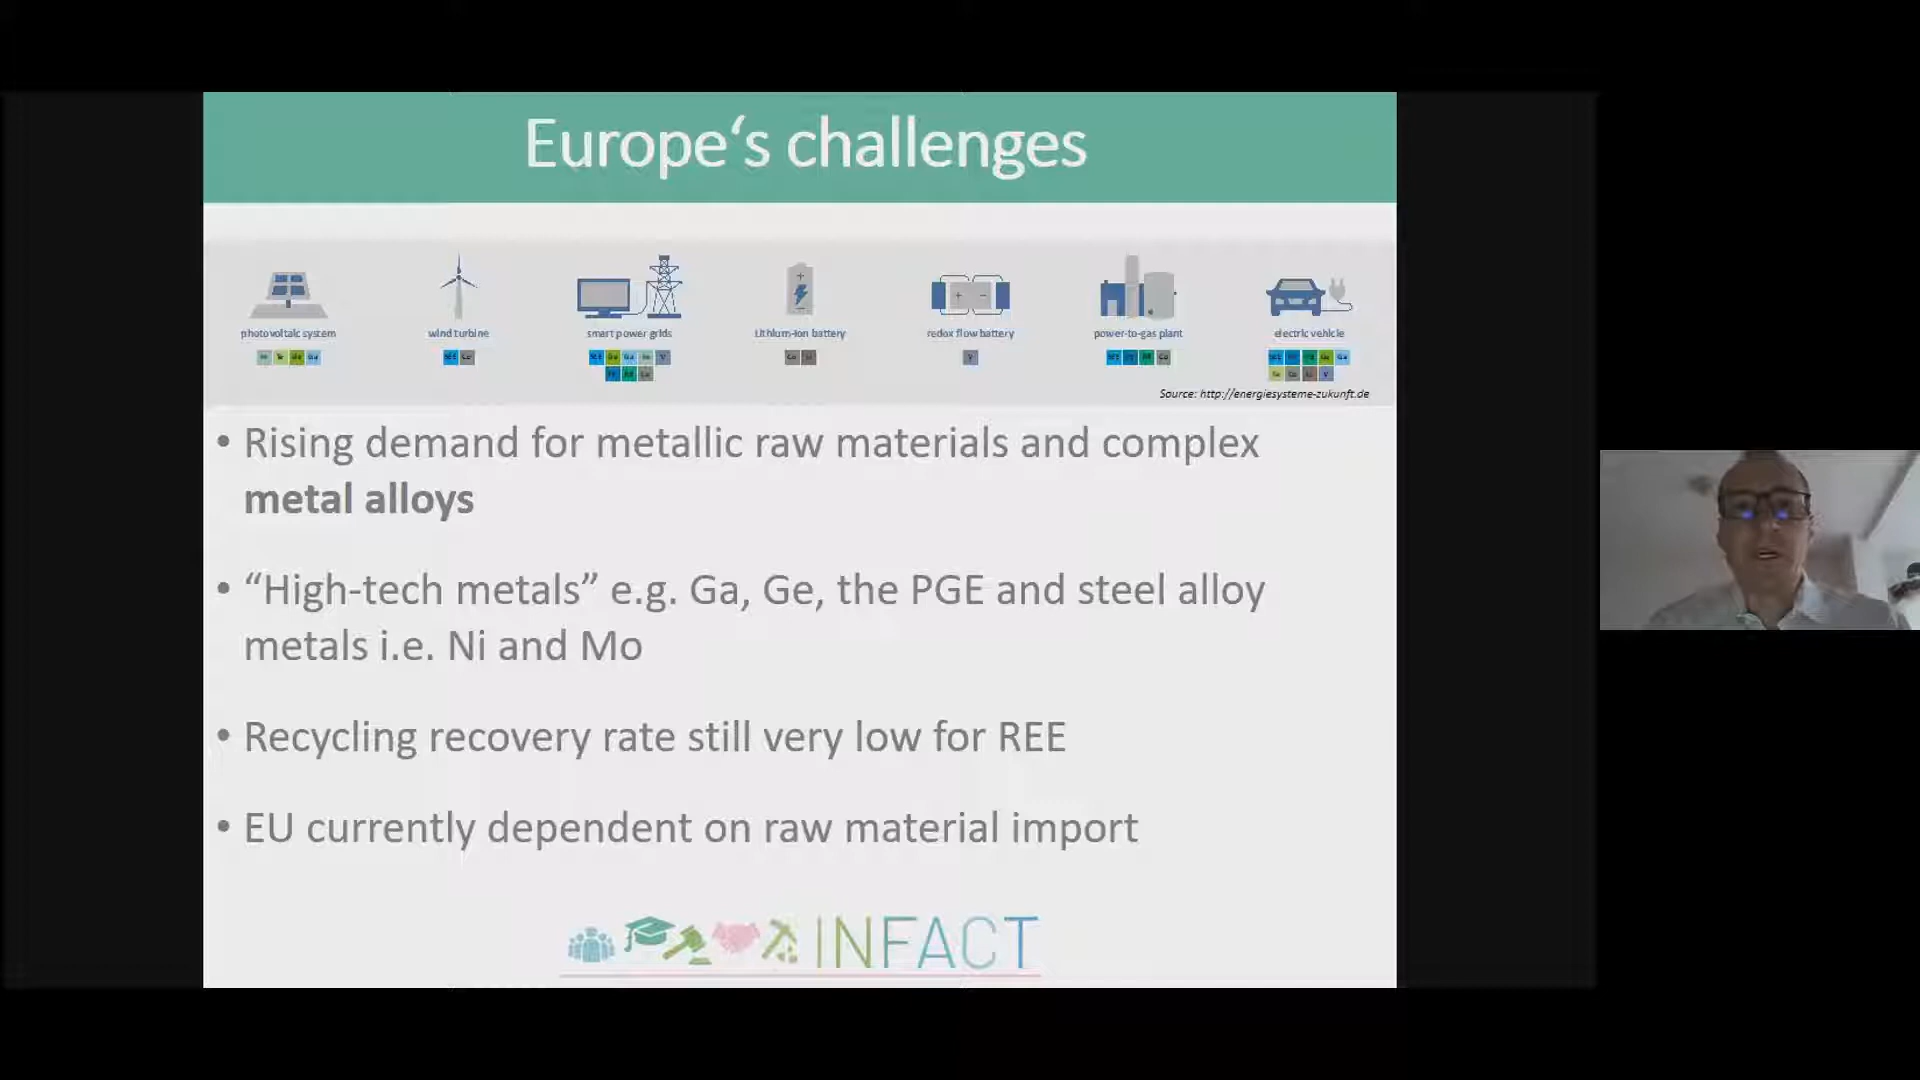 Europe‘s challenges
photovoltaic system
wind turbine
smart power grids
Lithium-ion battery
redox flow battery
power-to-gas plant
electric vehicle
Source: http://energiesysteme-zukunft.de
• Rising demand for metallic raw materials and complex
metal alloys
• “High-tech metals” e.g. Ga, Ge, the PGE and steel alloy
metals i.e. Ni and Mo
• Recycling recovery rate still very low for REE
• EU currently dependent on raw material import
INFACT